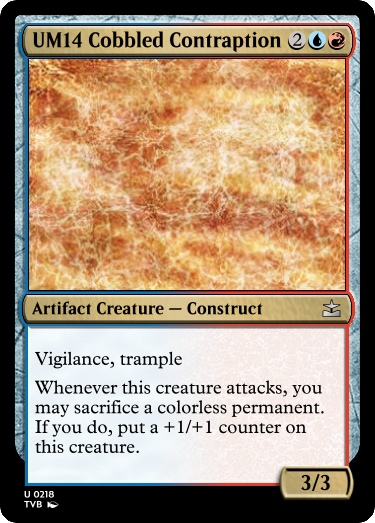 UM14 Cobbled Contraption 2
Artifact Creature — Construct
Vigilance, trample
Whenever this creature attacks, you
may sacrifice a colorless permanent.
If you do, put a +1/+1 counter on
this creature.
3/3
U 0218
TVB